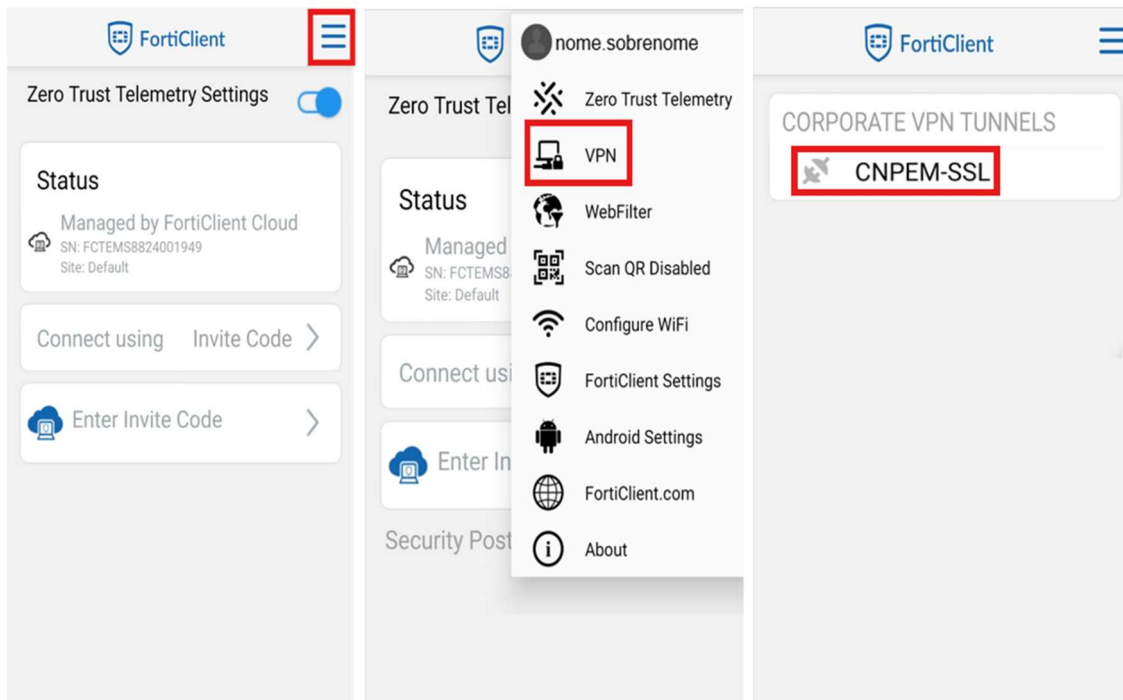 FortiClient
Zero Trust Telemetry Settings
Status
Managed by FortiClient Cloud
SN: FCTEMS8824001949
Site: Default
Connect using Invite Code
Enter Invite Code
Zero Trust Tel
Status
Managed
SN: FCTEMS8
Site: Default
Connect usi
Enter In
Security Post
nome.sobrenome
Zero Trust Telemetry
VPN
WebFilter
Scan QR Disabled
Configure WiFi
FortiClient Settings
Android Settings
FortiClient.com
About
FortiClient
CORPORATE VPN TUNNELS
CNPEM-SSL